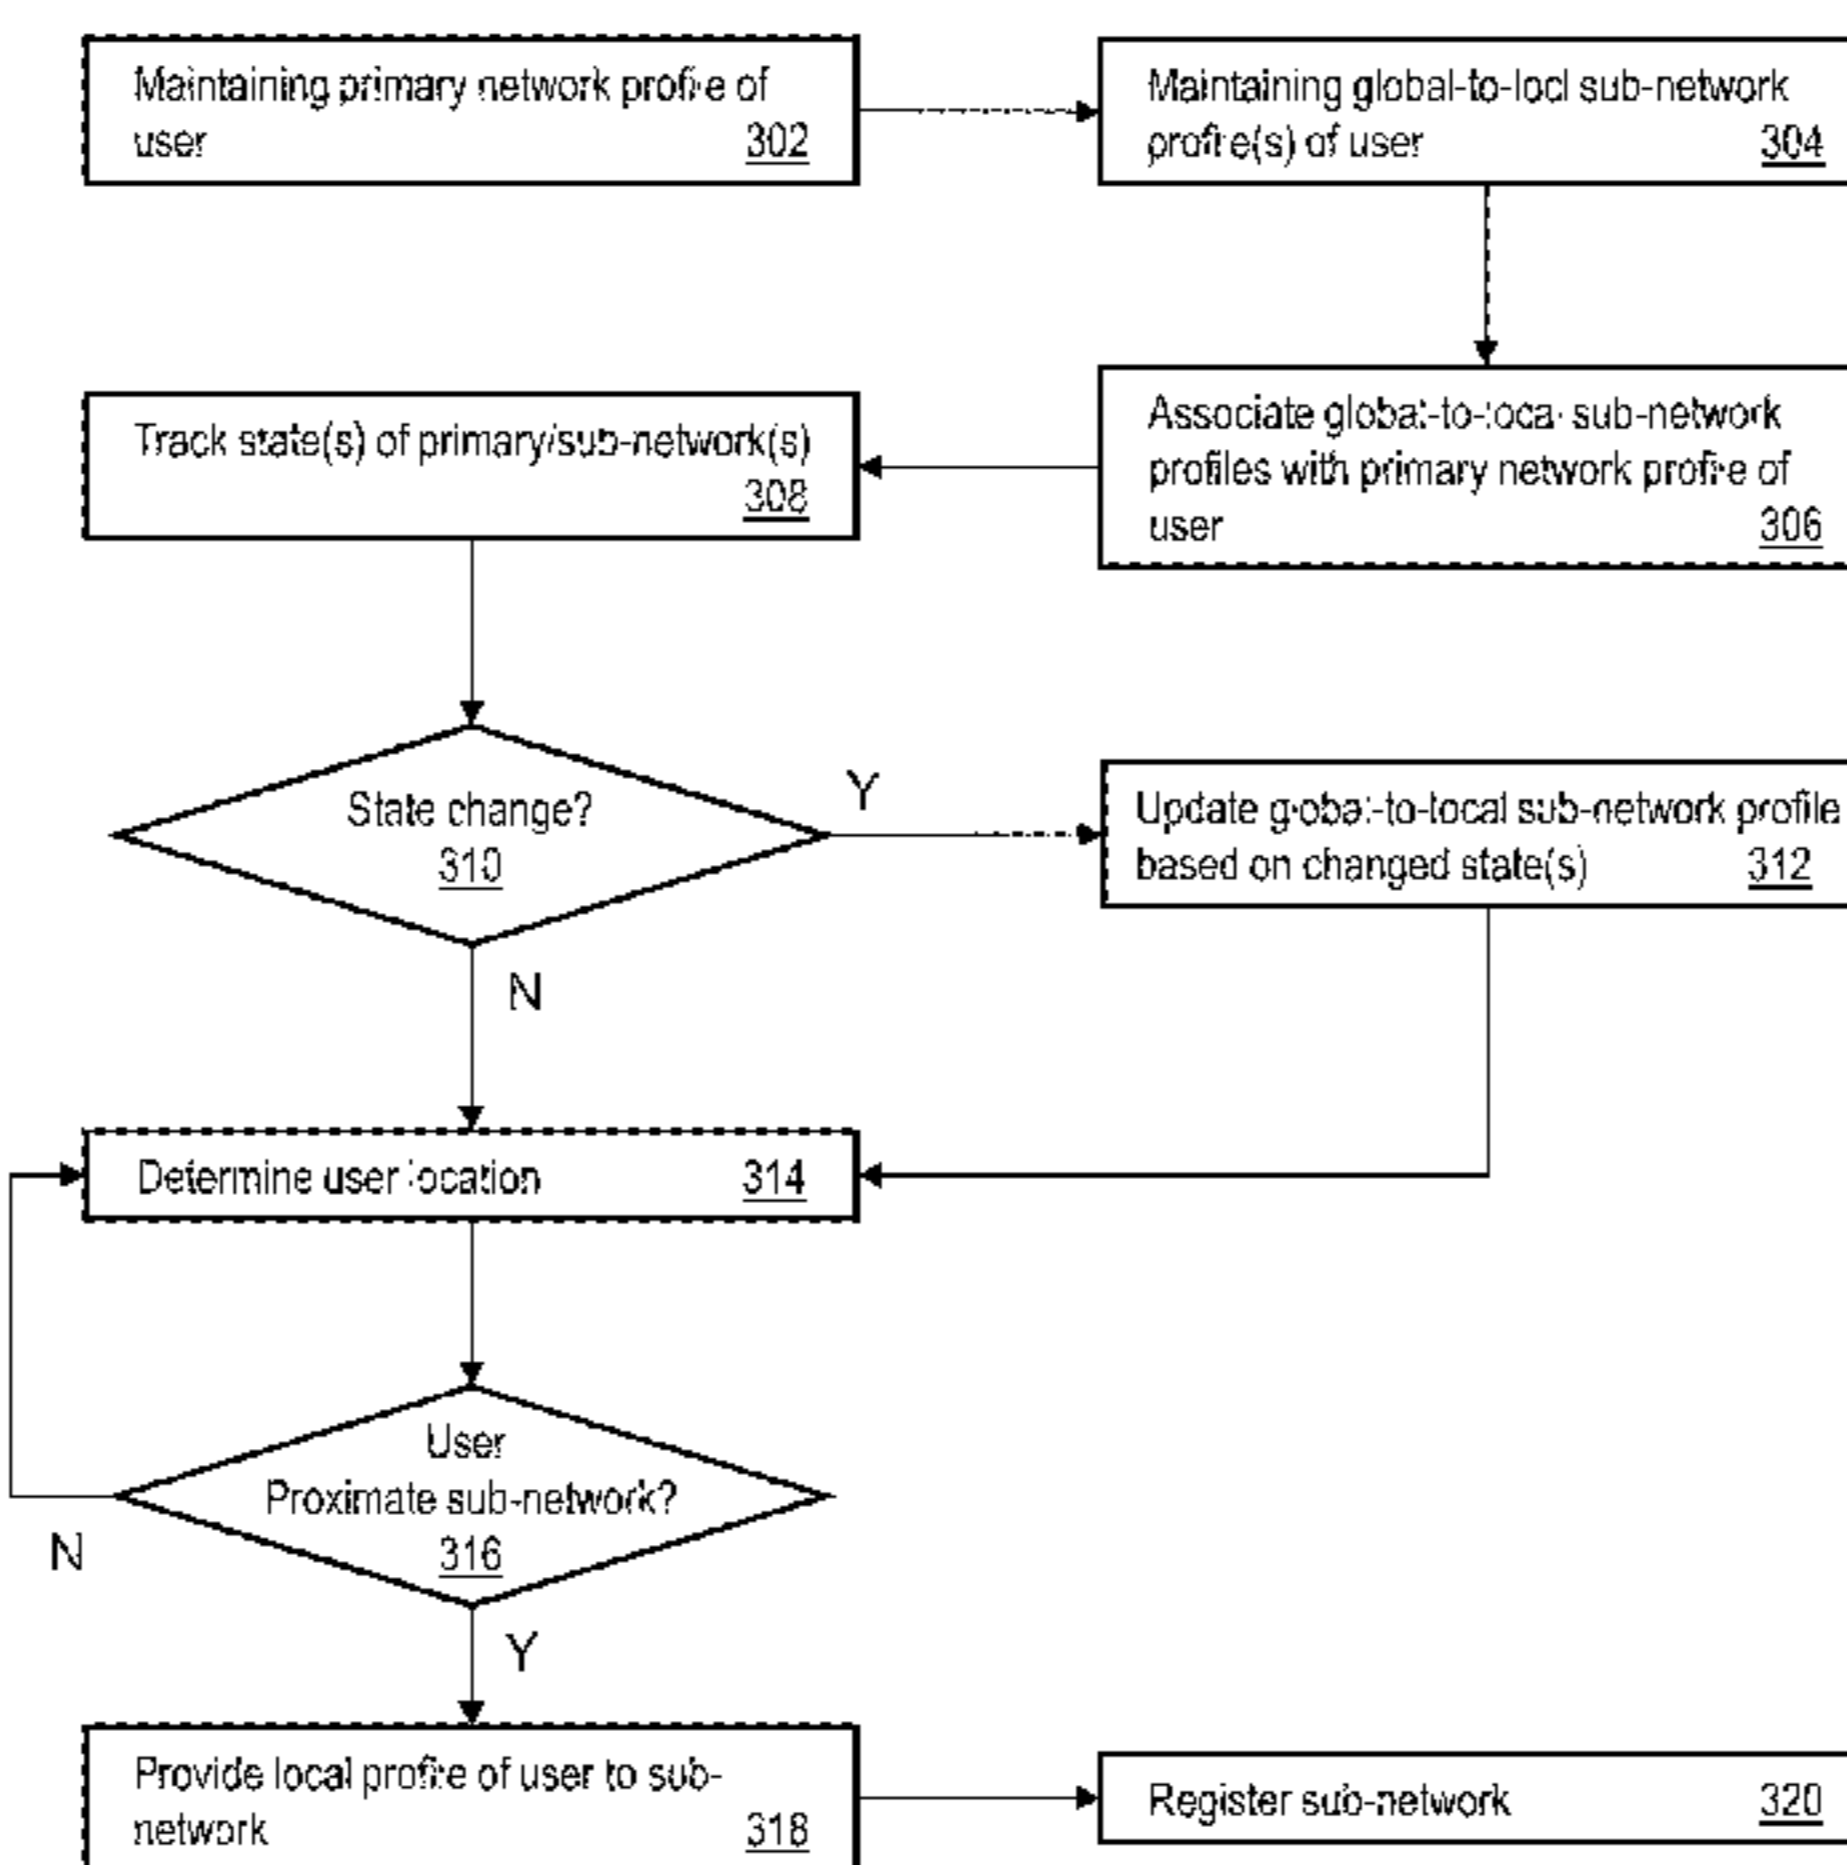 Maintaining primary network profile of
user 302
Maintaining global-to-locl sub-network
profile(s) of user 304
Associate global-to-local sub-network
profiles with primary network profile of
user 306
Track state(s) of primary/sub-network(s)
308
State change?
310
Y
Update global-to-local sub-network profile
based on changed state(s) 312
N
Determine user location 314
User
Proximate sub-network?
316
N
Y
Provide local profile of user to sub-
network 318
Register sub-network 320